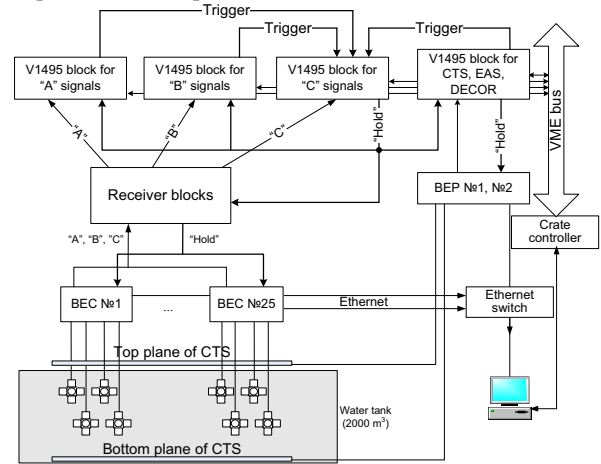 Trigger
Trigger
Trigger
V1495 block for
“A” signals
V1495 block for
“B” signals
V1495 block for
“C” signals
V1495 block for
CTS, EAS,
DECOR
VME bus
“A”
“B”
“C”
“Hold”
“Hold”
Receiver blocks
BEP №1, №2
Crate
controller
“A”, “B”, ”C”
“Hold”
BEC №1
...
BEC №25
Ethernet
Ethernet
switch
Top plane of CTS
Water tank
(2000 m³)
Bottom plane of CTS